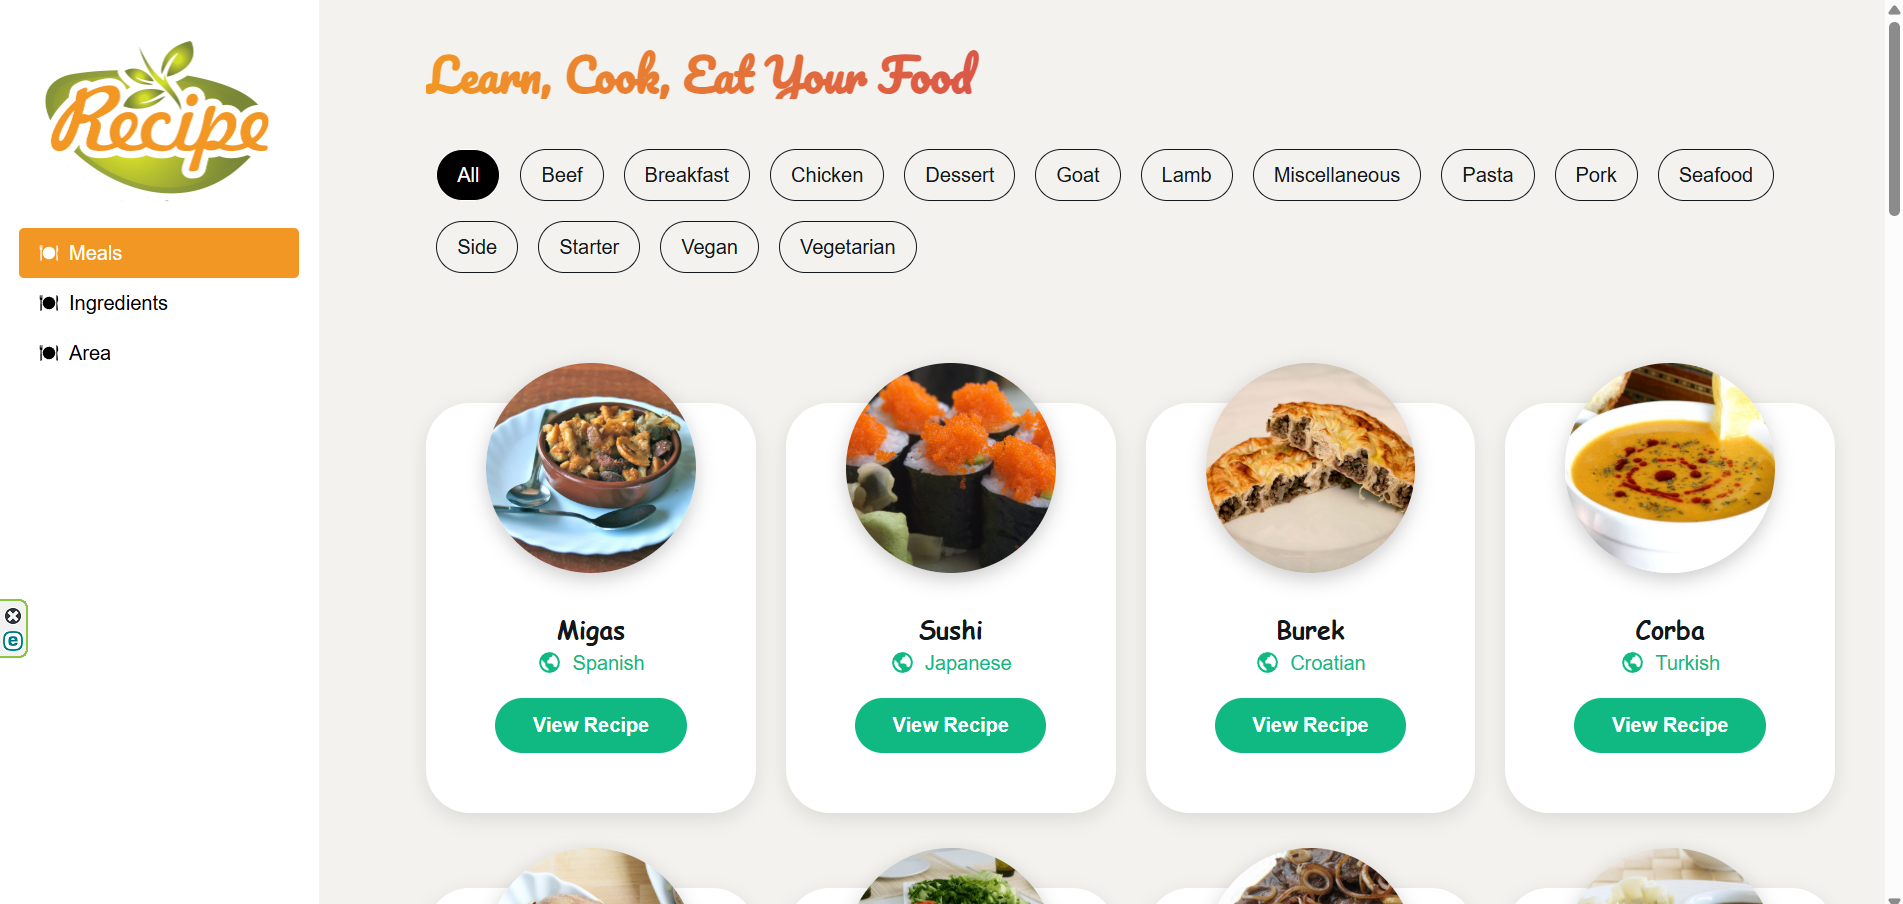 Recipe
Meals
Ingredients
Area
Learn, Cook, Eat Your Food
All Beef Breakfast Chicken Dessert Goat Lamb Miscellaneous Pasta Pork Seafood
Side Starter Vegan Vegetarian
Migas Sushi Burek Corba
Spanish Japanese Croatian Turkish
View Recipe View Recipe View Recipe View Recipe
e